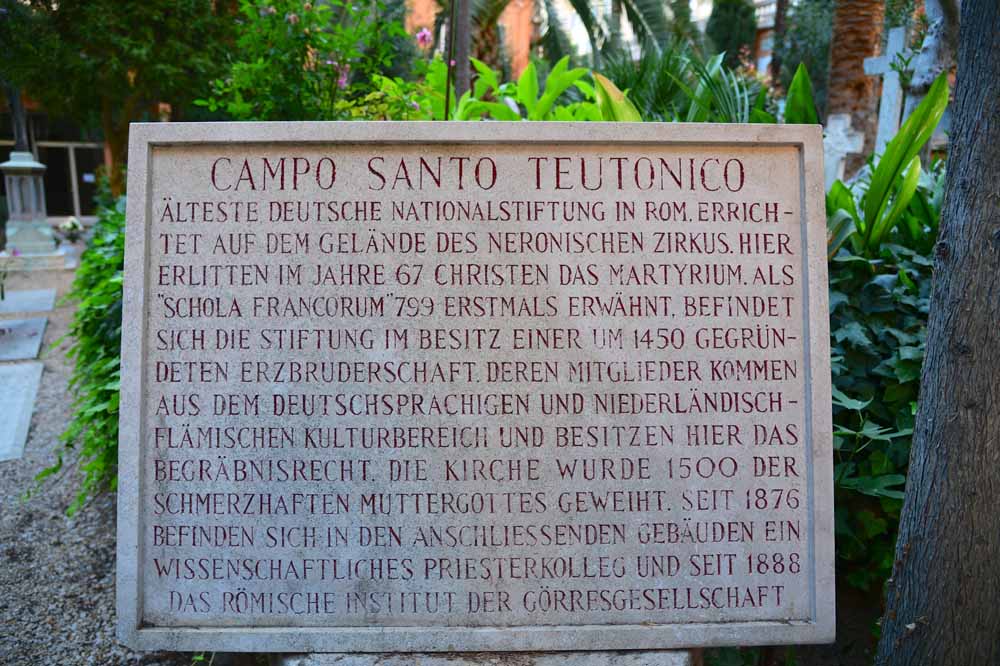 CAMPO SANTO TEUTONICO
ÄLTESTE DEUTSCHE NATIONALSTIFTUNG IN ROM. ERRICH-
TET AUF DEM GELÄNDE DES NERONISCHEN ZIRKUS. HIER
ERLITTEN IM JAHRE 67 CHRISTEN DAS MARTYRIUM. ALS
"SCHOLA FRANCORUM" 799 ERSTMALS ERWÄHNT, BEFINDET
SICH DIE STIFTUNG IM BESITZ EINER UM 1450 GEGRÜN-
DETEN ERZBRUDERSCHAFT. DEREN MITGLIEDER KOMMEN
AUS DEM DEUTSCHSPRACHIGEN UND NIEDERLÄNDISCH-
FLÄMISCHEN KULTURBEREICH UND BESITZEN HIER DAS
BEGRÄBNISRECHT. DIE KIRCHE WURDE 1500 DER
SCHMERZHAFTEN MUTTERGOTTES GEWEIHT. SEIT 1876
BEFINDEN SICH IN DEN ANSCHLIESSENDEN GEBÄUDEN EIN
WISSENSCHAFTLICHES PRIESTERKOLLEG UND SEIT 1888
DAS RÖMISCHE INSTITUT DER GÖRRESGESELLSCHAFT